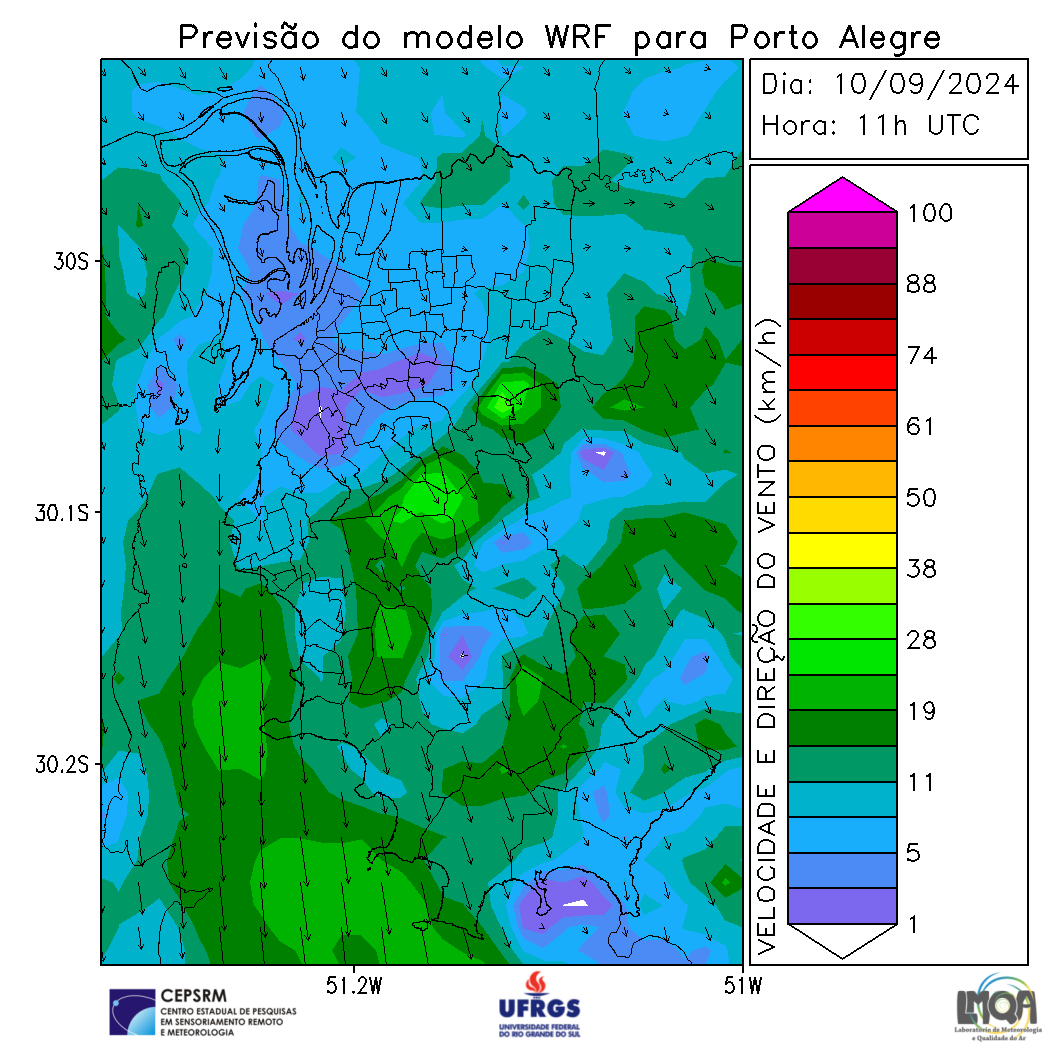 Previsão do modelo WRF para Porto Alegre
Dia: 10/09/2024
Hora: 11h UTC
30S
30.1S
30.2S
51.2W
51W
VELOCIDADE E DIREÇÃO DO VENTO (km/h)
100
88
74
61
50
38
28
19
11
5
1
CEPSRM
CENTRO ESTADUAL DE PESQUISAS
EM SENSORIAMENTO REMOTO
E METEOROLOGIA
UFRGS
UNIVERSIDADE FEDERAL
DO RIO GRANDE DO SUL
LMQA
Laboratório de Meteorologia
e Qualidade do Ar